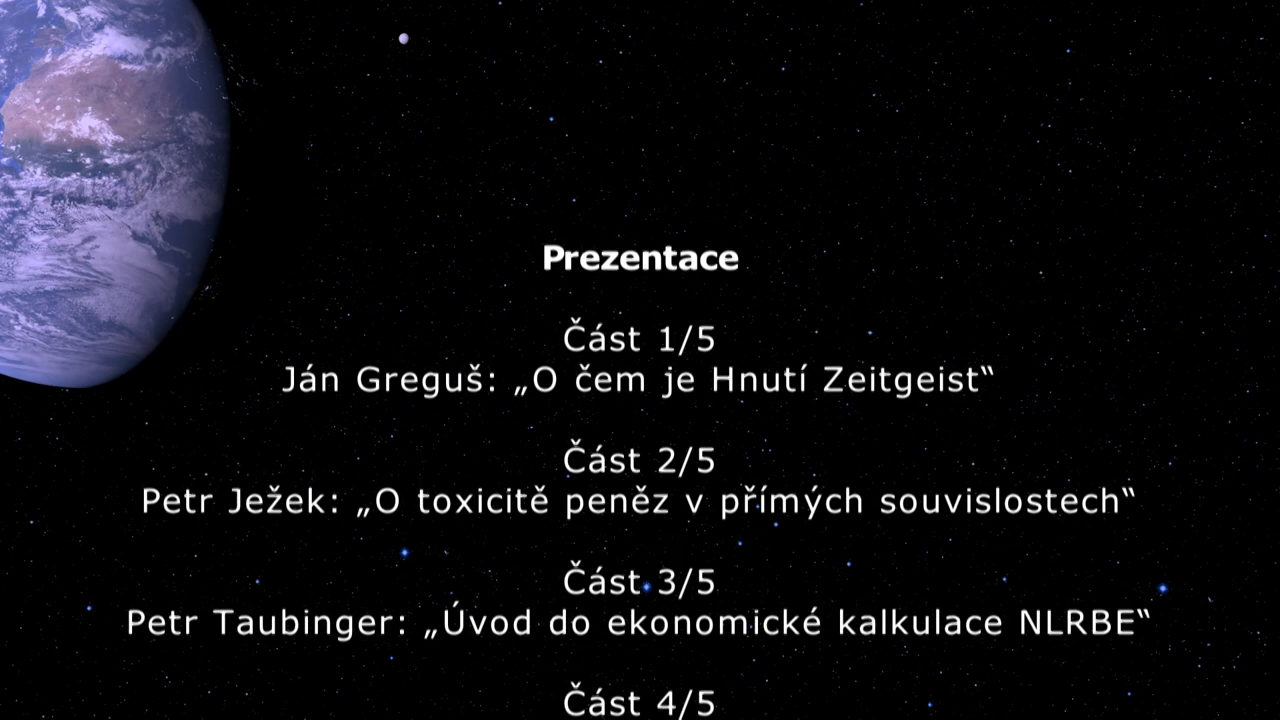 Prezentace
Část 1/5
Ján Greguš: „O čem je Hnutí Zeitgeist“
Část 2/5
Petr Ježek: „O toxicitě peněz v přímých souvislostech“
Část 3/5
Petr Taubinger: „Úvod do ekonomické kalkulace NLRBE“
Část 4/5